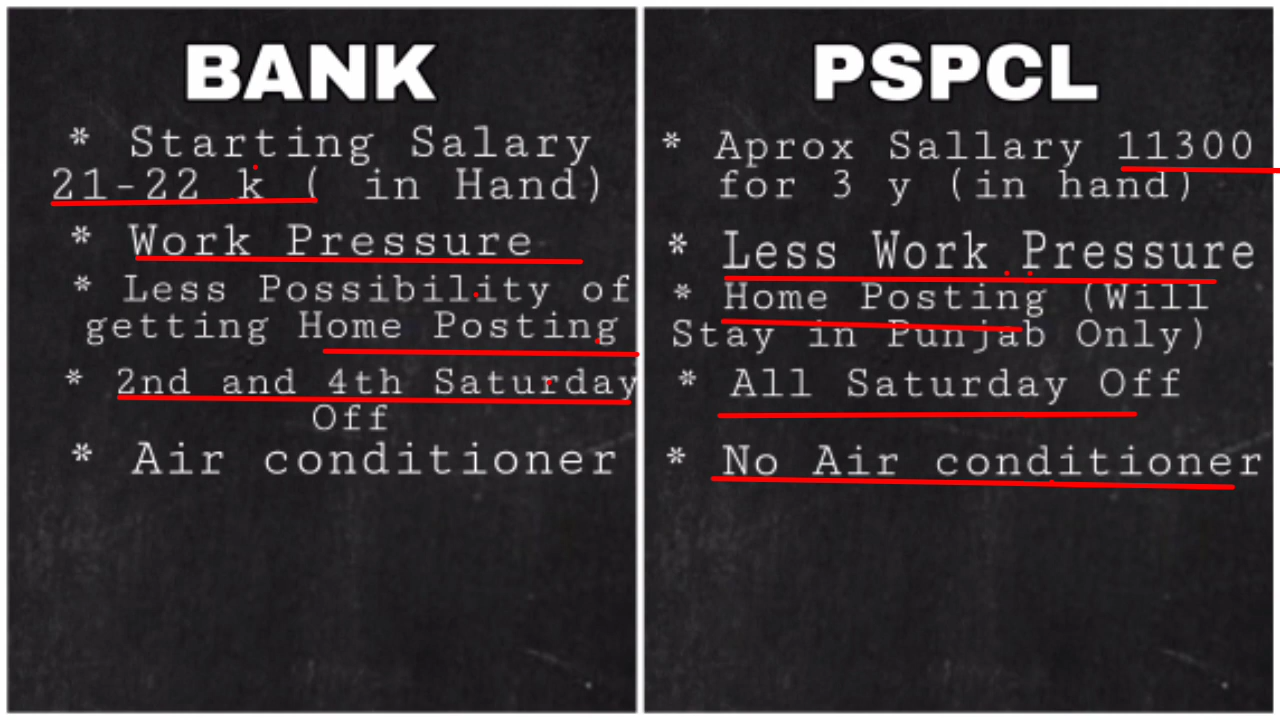 BANK
* Starting Salary
21-22 k ( in Hand)
* Work Pressure
* Less Possibility of
getting Home Posting
* 2nd and 4th Saturday
Off
* Air conditioner
PSPCL
* Aprox Sallary 11300
for 3 y (in hand)
* Less Work Pressure
* Home Posting (Will
Stay in Punjab Only)
* All Saturday Off
* No Air conditioner